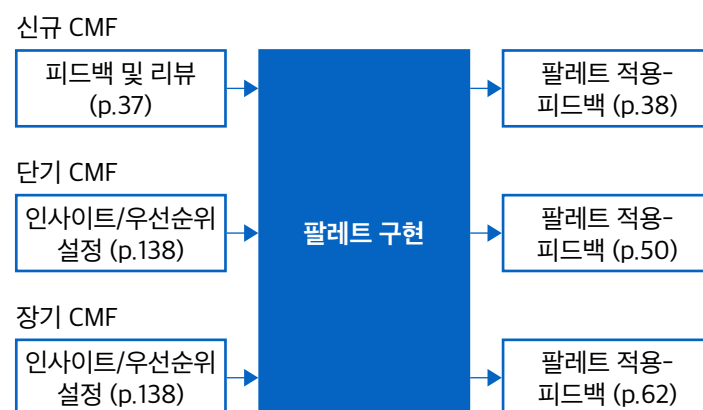 신규 CMF
피드백 및 리뷰
(p.37)
팔레트 적용-
피드백 (p.38)
단기 CMF
인사이트/우선순위
설정 (p.138)
팔레트 구현
팔레트 적용-
피드백 (p.50)
장기 CMF
인사이트/우선순위
설정 (p.138)
팔레트 적용-
피드백 (p.62)